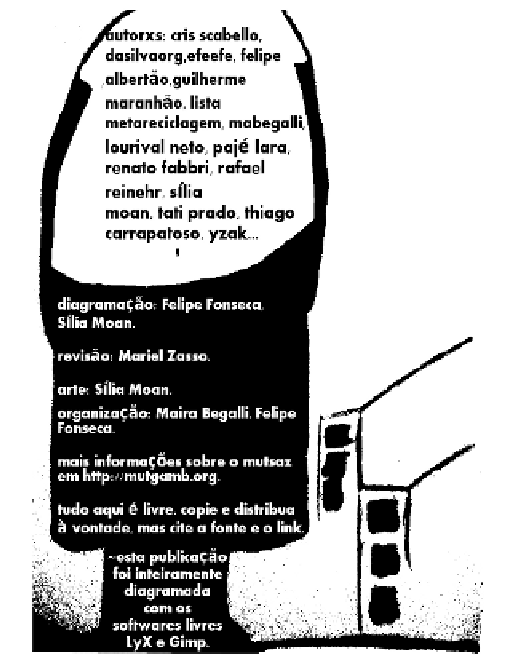 autorxs: cris scabello,
dasilvaorg,efeefe, felipe
albertão,guilherme
maranhão, lista
metareciclagem, mabegalli,
lourival neto, pajé lara,
renato fabbri, rafael
reinehr, sília
moan, tati prado, thiago
carrapatoso, yzak...
diagramação: Felipe Fonseca,
Sília Moan.
revisão: Mariel Zasso.
arte: Sília Moan.
organização: Maira Begalli, Felipe
Fonseca.
mais informações sobre o mutsaz
em http://mutgamb.org.
tudo aqui é livre. copie e distribua
à vontade, mas cite a fonte e o link.
~esta publicação
foi inteiramente
diagramada
com os
softwares livres
LyX e Gimp.